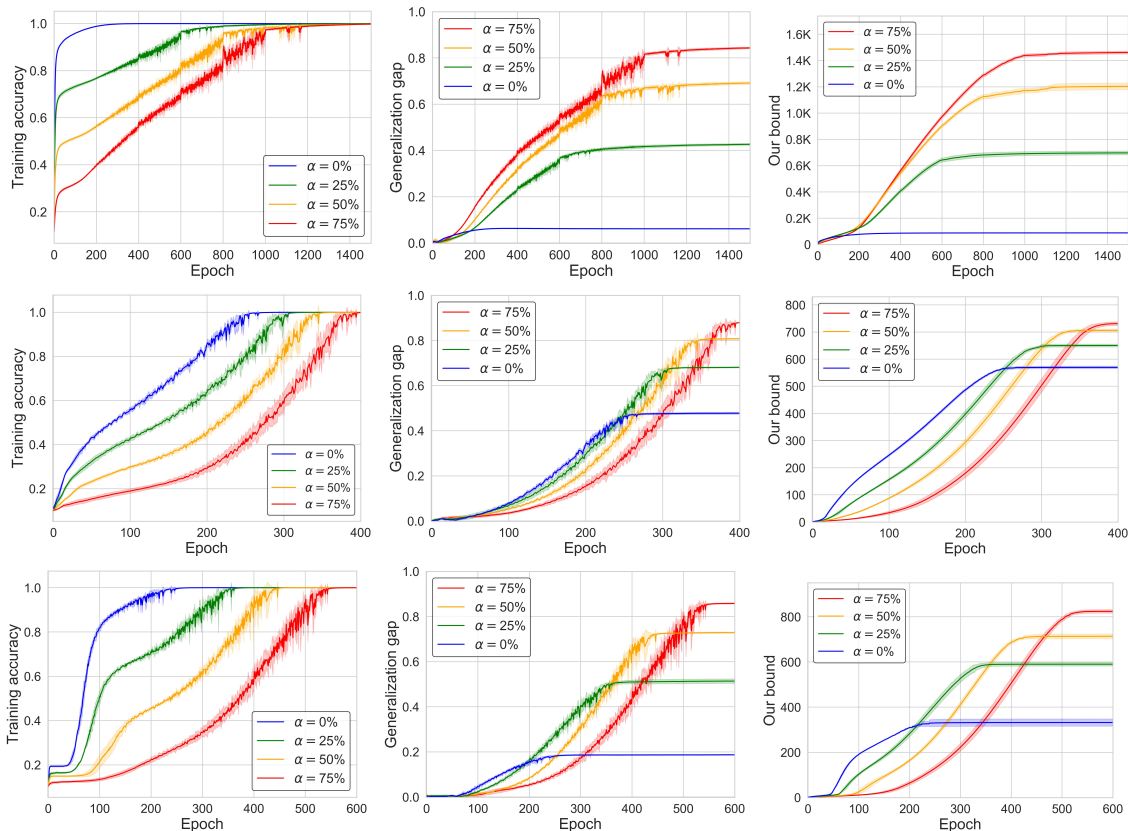 Training accuracy
1.0
0.8
0.6
0.4
0.2
0 200 400 600 800 1000 1200 1400
Epoch
α = 0%
α = 25%
α = 50%
α = 75%
Generalization gap
1.0
0.8
0.6
0.4
0.2
0.0
0 200 400 600 800 1000 1200 1400
Epoch
α = 75%
α = 50%
α = 25%
α = 0%
Our bound
1.6K
1.4K
1.2K
1.0K
0.8K
0.6K
0.4K
0.2K
0
0 200 400 600 800 1000 1200 1400
Epoch
α = 75%
α = 50%
α = 25%
α = 0%
Training accuracy
1.0
0.8
0.6
0.4
0.2
0 100 200 300 400
Epoch
α = 0%
α = 25%
α = 50%
α = 75%
Generalization gap
1.0
0.8
0.6
0.4
0.2
0.0
0 100 200 300 400
Epoch
α = 75%
α = 50%
α = 25%
α = 0%
Our bound
800
700
600
500
400
300
200
100
0
0 100 200 300 400
Epoch
α = 75%
α = 50%
α = 25%
α = 0%
Training accuracy
1.0
0.8
0.6
0.4
0.2
0 100 200 300 400 500 600
Epoch
α = 0%
α = 25%
α = 50%
α = 75%
Generalization gap
1.0
0.8
0.6
0.4
0.2
0.0
0 100 200 300 400 500 600
Epoch
α = 75%
α = 50%
α = 25%
α = 0%
Our bound
800
600
400
200
0
0 100 200 300 400 500 600
Epoch
α = 75%
α = 50%
α = 25%
α = 0%